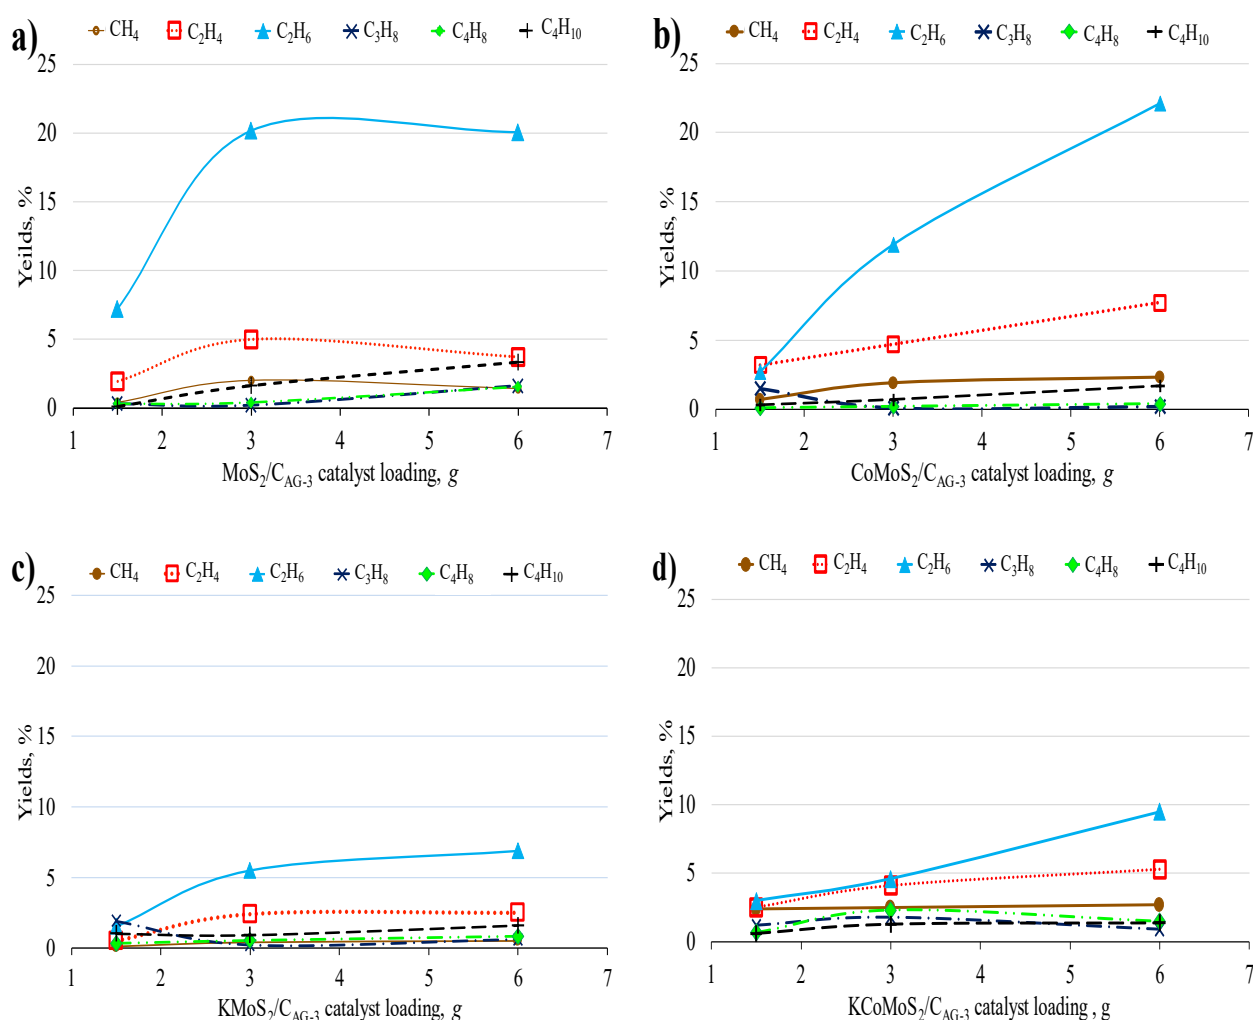 a) CH4 C2H4 C2H6 C3H8 C4H8 C4H10
25
20
15
10
5
0
Yeilds, %
1 2 3 4 5 6 7
MoS2/CAG-3 catalyst loading, g
b) CH4 C2H4 C2H6 C3H8 C4H8 C4H10
25
20
15
10
5
0
Yields, %
1 2 3 4 5 6 7
CoMoS2/CAG-3 catalyst loading, g
c) CH4 C2H4 C2H6 C3H8 C4H8 C4H10
25
20
15
10
5
0
Yields, %
1 2 3 4 5 6 7
KMoS2/CAG-3 catalyst loading, g
d) CH4 C2H4 C2H6 C3H8 C4H8 C4H10
25
20
15
10
5
0
Yields, %
1 2 3 4 5 6 7
KCoMoS2/CAG-3 catalyst loading , g